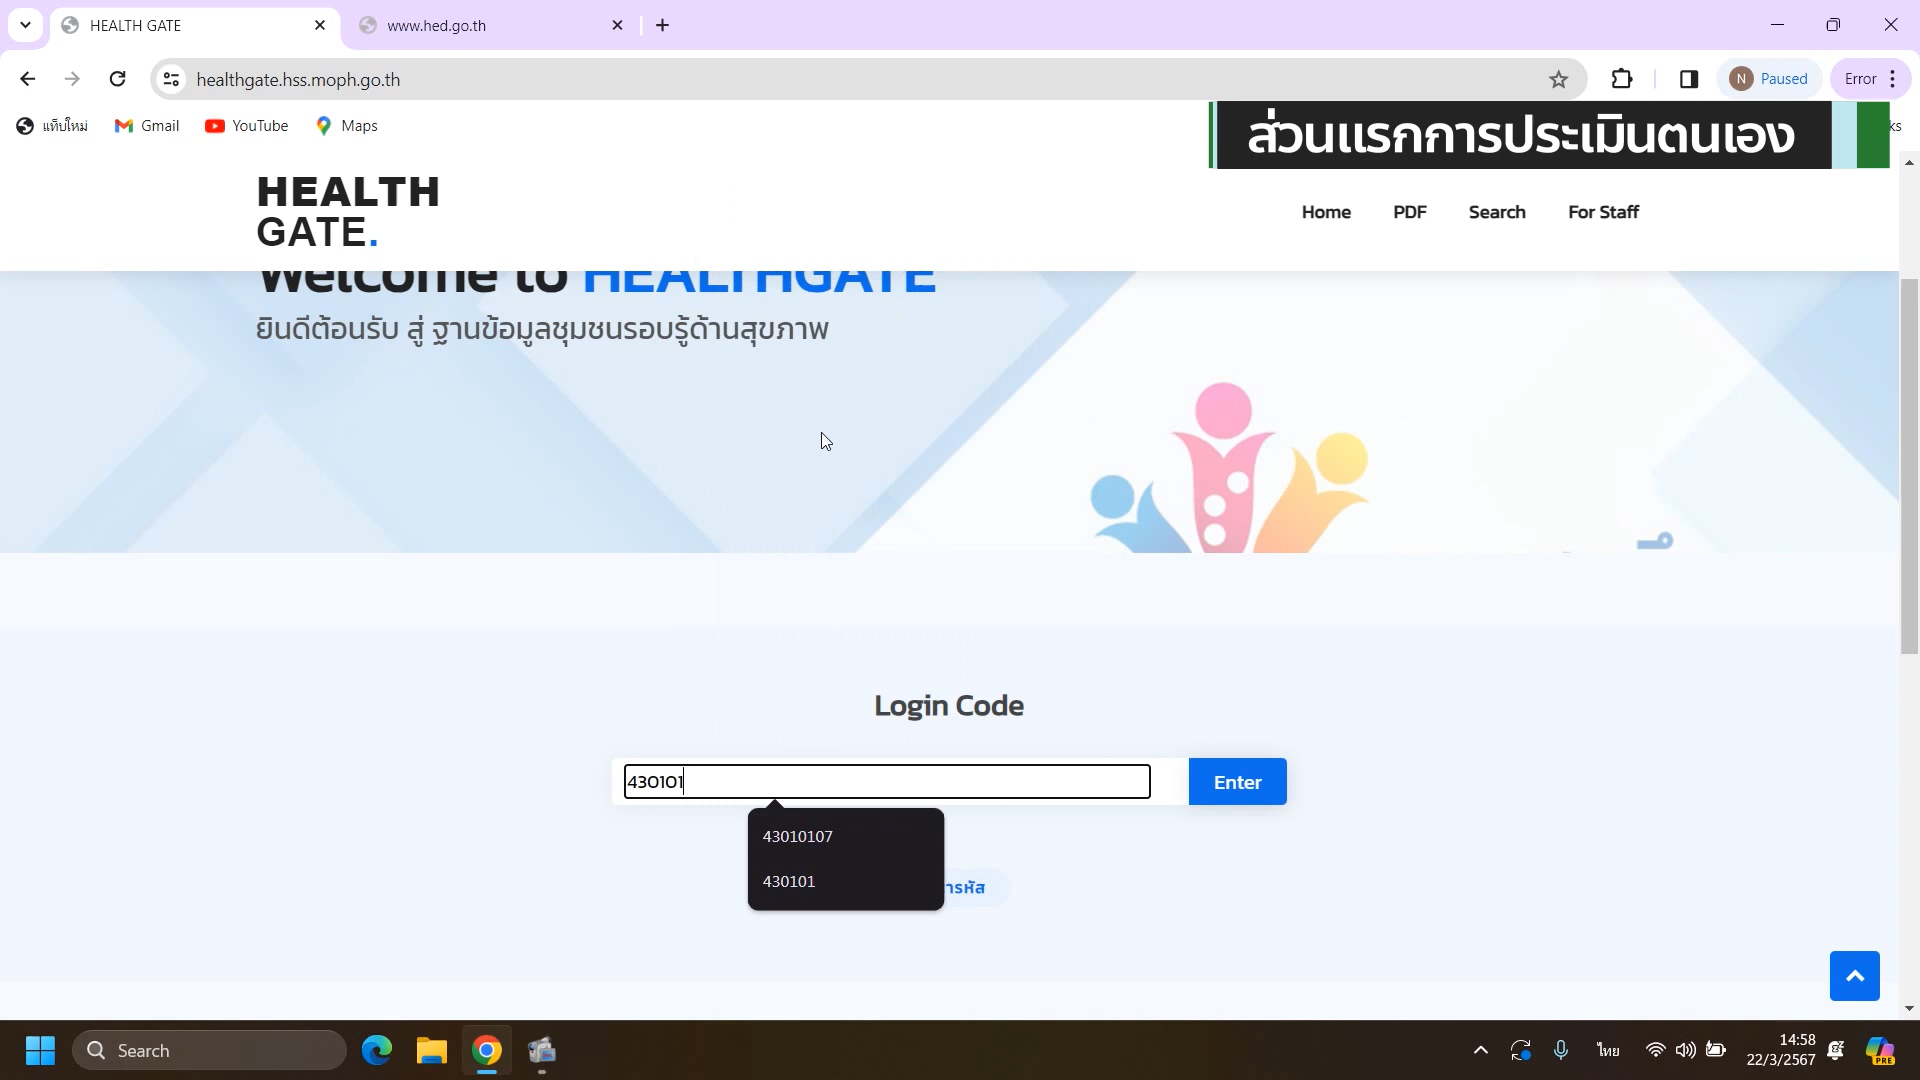 HEALTH GATE
www.hed.go.th
healthgate.hss.moph.go.th
Paused
Error
แท็บใหม่
Gmail
YouTube
Maps
ส่วนแรกการประเมินตนเอง
ks
HEALTH
GATE.
Home
PDF
Search
For Staff
Welcome to HEALTHGATE
ยินดีต้อนรับ สู่ ฐานข้อมูลชุมชนรอบรู้ด้านสุขภาพ
Login Code
430101
Enter
43010107
430101
ารหัส
Search
ไทย
14:58
22/3/2567
PRE